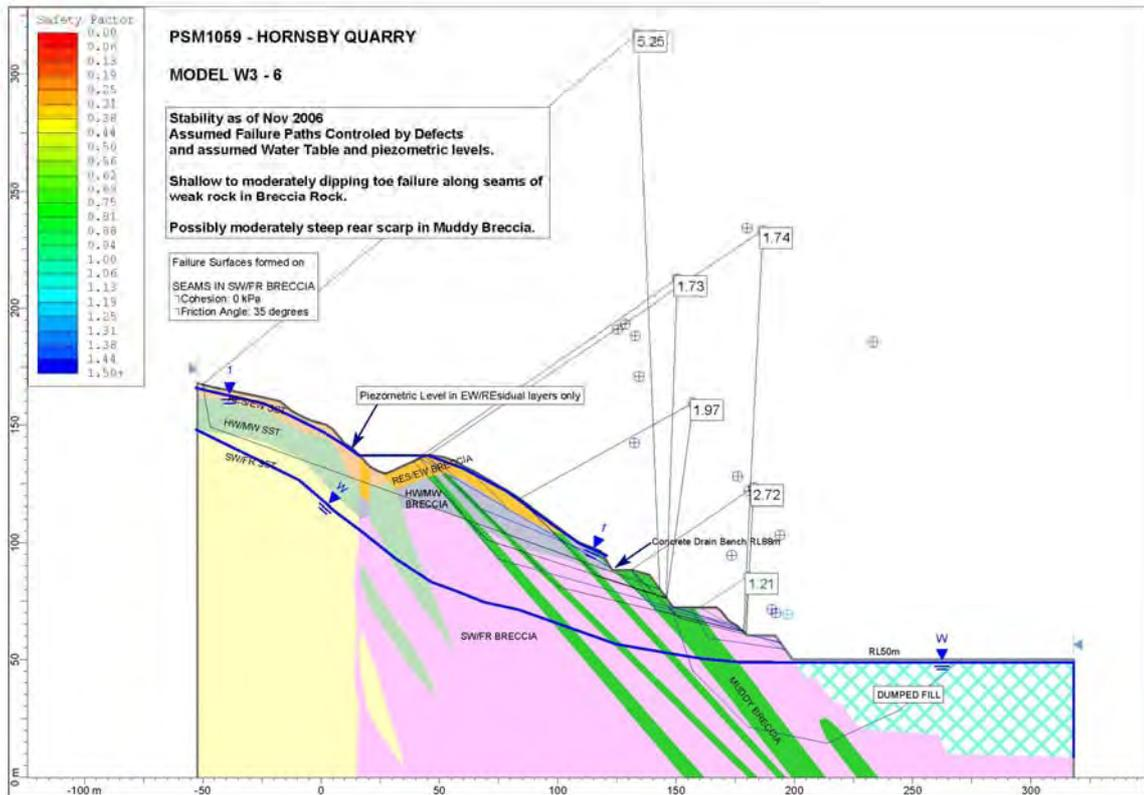 Safety Factor
0.00
0.06
0.13
0.19
0.25
0.31
0.38
0.44
0.50
0.56
0.62
0.69
0.75
0.81
0.88
0.94
1.00
1.06
1.13
1.19
1.25
1.31
1.38
1.44
1.50+
PSM1059 - HORNSBY QUARRY
MODEL W3 - 6
Stability as of Nov 2006
Assumed Failure Paths Controled by Defects
and assumed Water Table and piezometric levels.
Shallow to moderately dipping toe failure along seams of
weak rock in Breccia Rock.
Possibly moderately steep rear scarp in Muddy Breccia.
Failure Surfaces formed on
SEAMS IN SW/FR BRECCIA
Cohesion: 0 kPa
Friction Angle: 35 degrees
5.25
1.74
1.73
1.97
2.72
1.21
Piezometric Level in EW/REsidual layers only
1
RES/EW SST
HW/MW SST
SW/FR SST
W
RES/EW BRECCIA
HW/MW
BRECCIA
1
Concrete Drain Bench RL88m
SW/FR BRECCIA
MUDDY BRECCIA
RL50m
W
DUMPED FILL
300
250
200
150
100
50
0 m
-100 m
-50
0
50
100
150
200
250
300